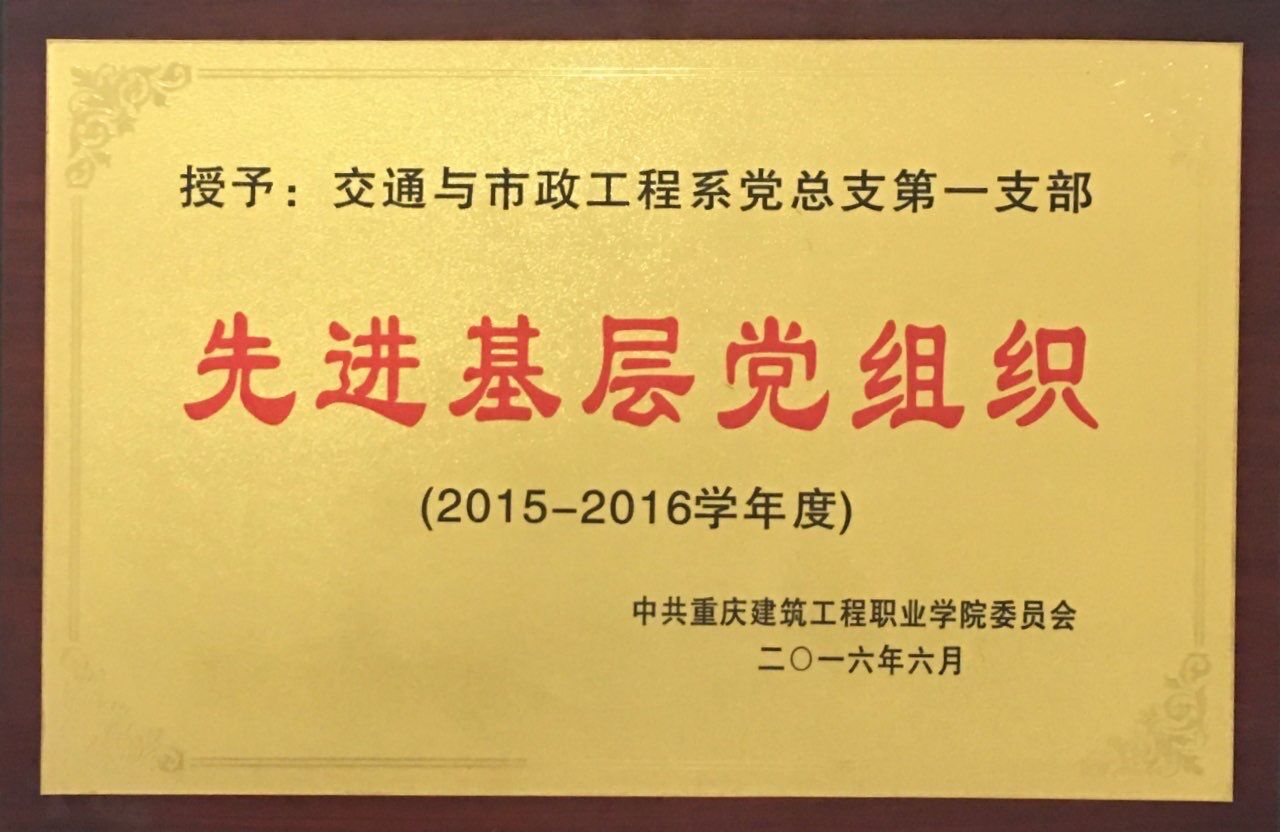 授予：交通与市政工程系党总支第一支部
先进基层党组织
(2015-2016学年度)
中共重庆建筑工程职业学院委员会
二〇一六年六月